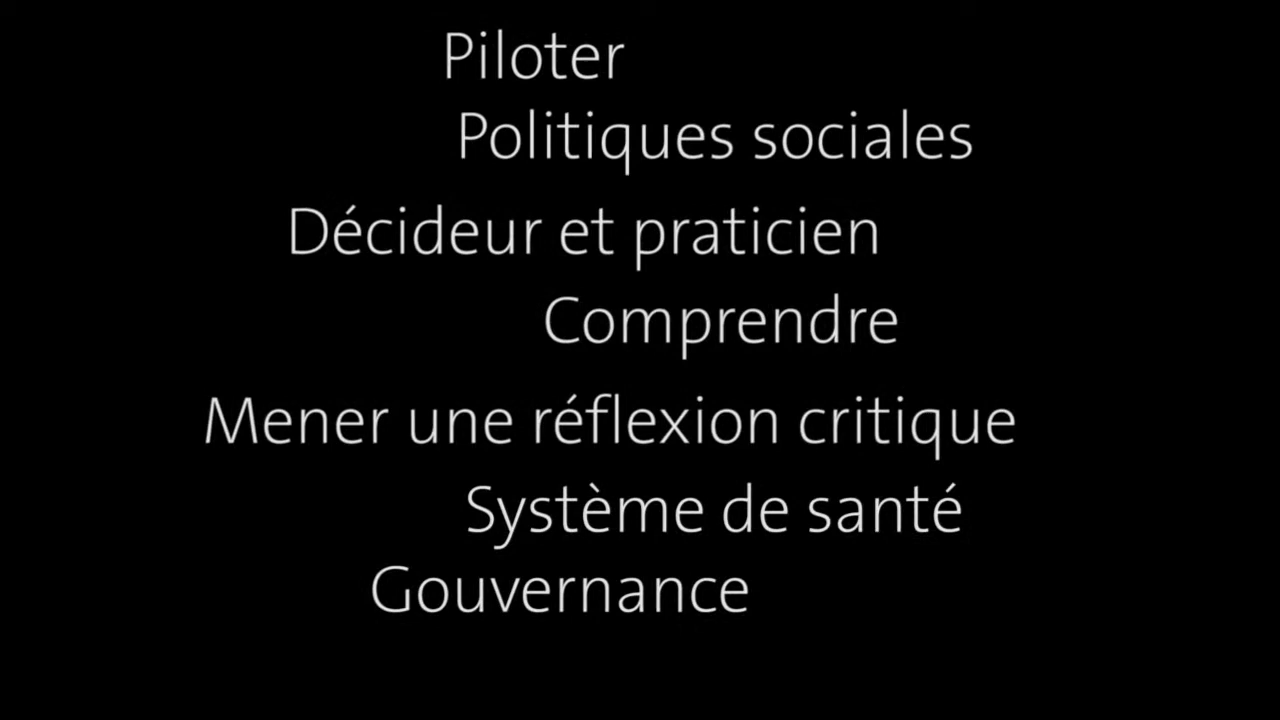 Piloter
Politiques sociales
Décideur et praticien
Comprendre
Mener une réflexion critique
Système de santé
Gouvernance